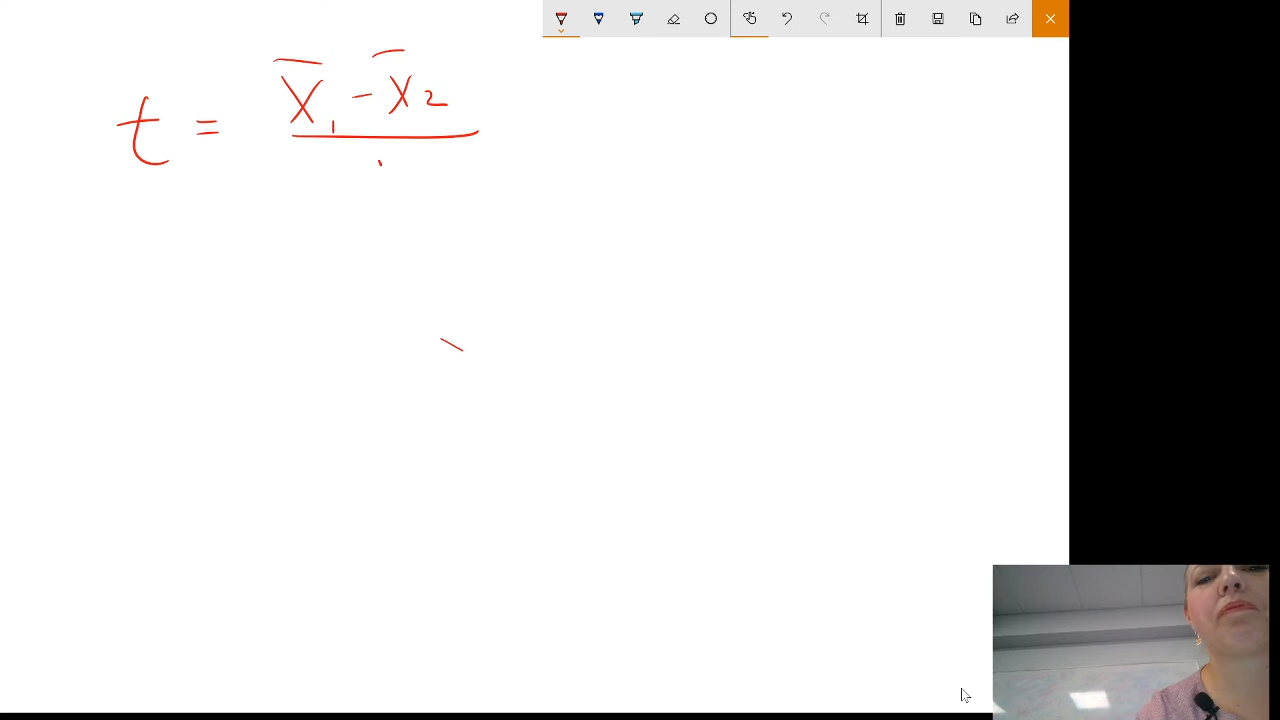 t = X̄₁ - X̄₂